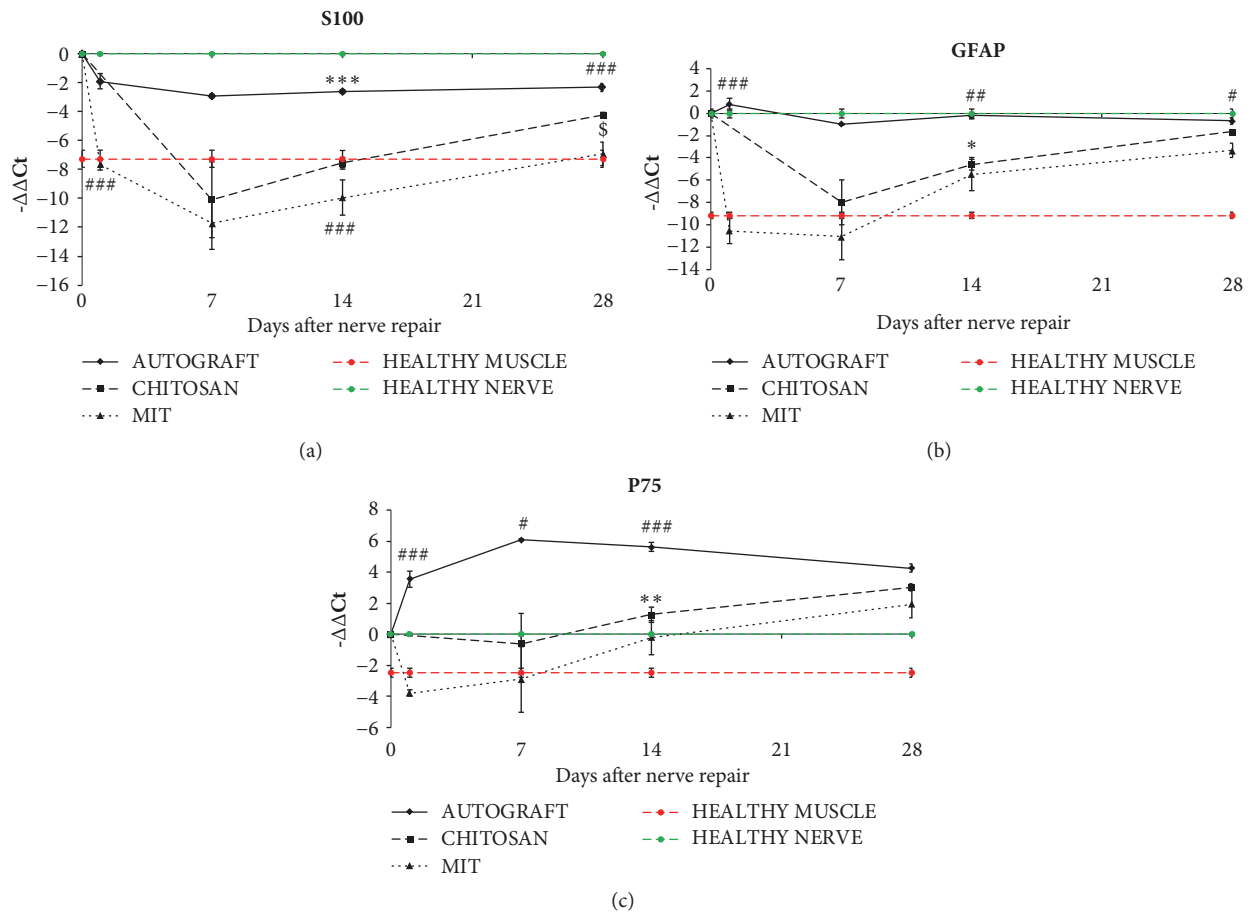 (a)
S100
-ΔΔCt
0
−2
−4
−6
−8
−10
−12
−14
−16
###
***
###
###
$
0 7 14 21 28
Days after nerve repair
AUTOGRAFT HEALTHY MUSCLE
CHITOSAN HEALTHY NERVE
MIT
(a)
GFAP
-ΔΔCt
4
2
0
−2
−4
−6
−8
−10
−12
−14
###
##
#
*
0 7 14 21 28
Days after nerve repair
AUTOGRAFT HEALTHY MUSCLE
CHITOSAN HEALTHY NERVE
MIT
(b)
P75
-ΔΔCt
8
6
4
2
0
−2
−4
−6
###
#
###
**
0 7 14 21 28
Days after nerve repair
AUTOGRAFT HEALTHY MUSCLE
CHITOSAN HEALTHY NERVE
MIT
(c)